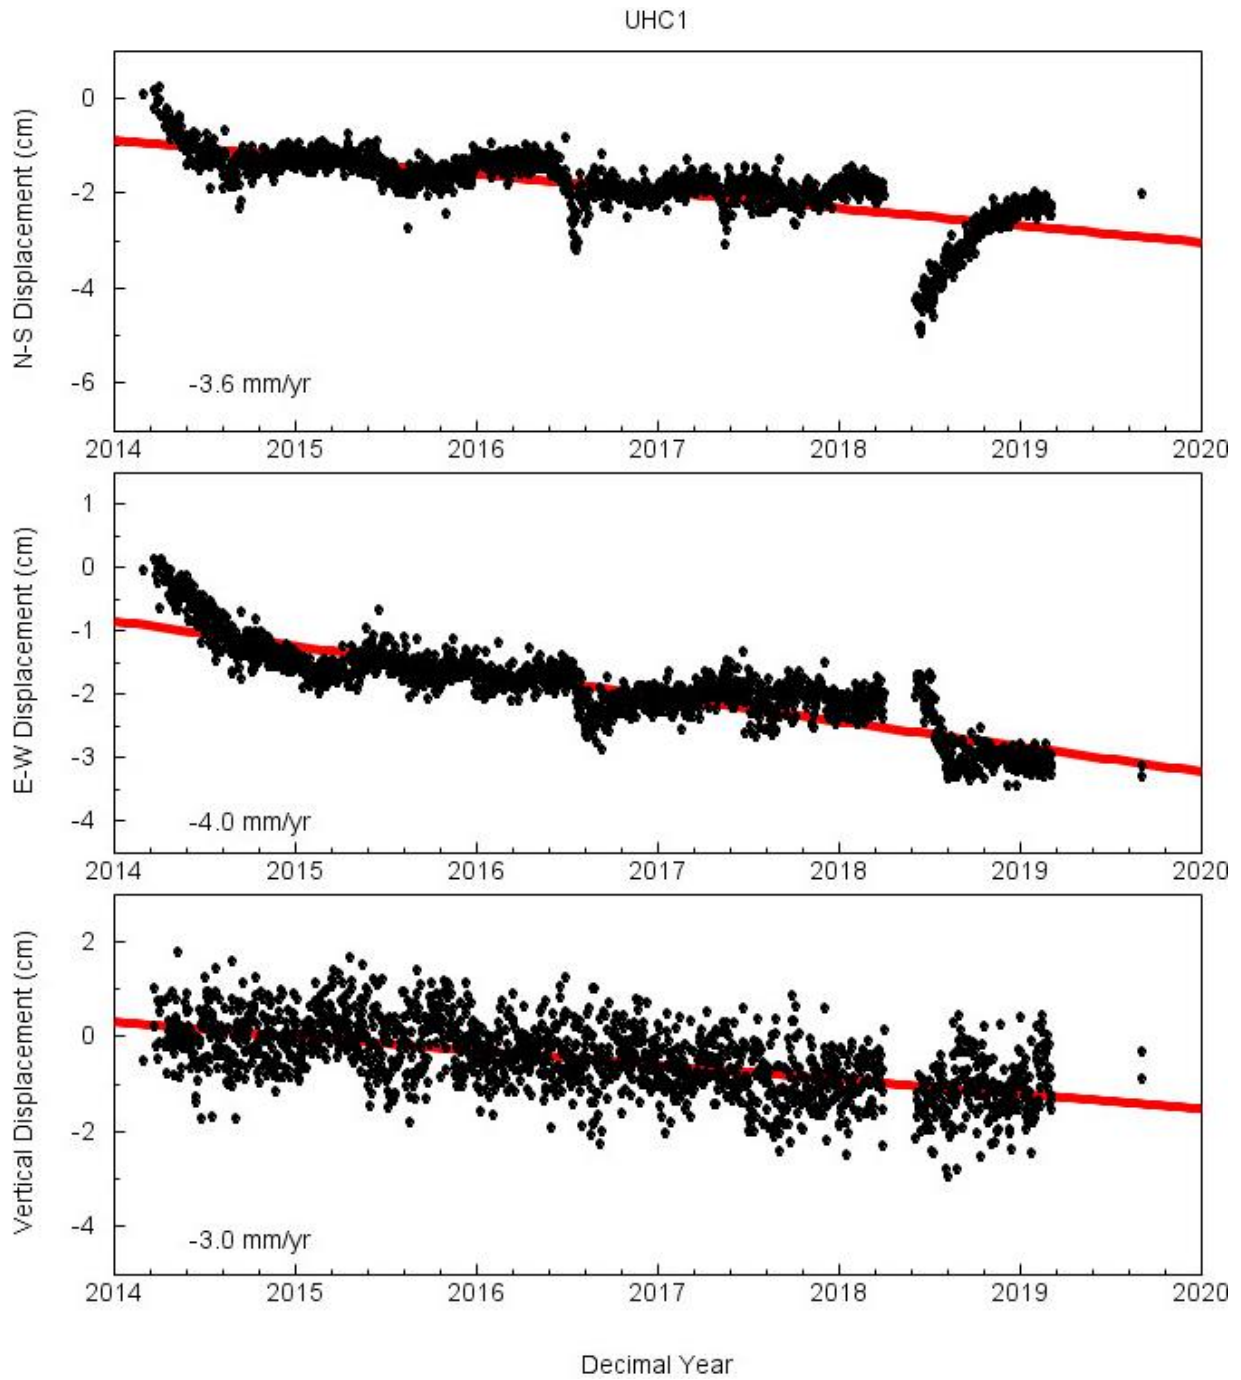 UHC1
N-S Displacement (cm)
0
-2
-4
-6
-3.6 mm/yr
2014 2015 2016 2017 2018 2019 2020
E-W Displacement (cm)
1
0
-1
-2
-3
-4
-4.0 mm/yr
2014 2015 2016 2017 2018 2019 2020
Vertical Displacement (cm)
2
0
-2
-4
-3.0 mm/yr
2014 2015 2016 2017 2018 2019 2020
Decimal Year